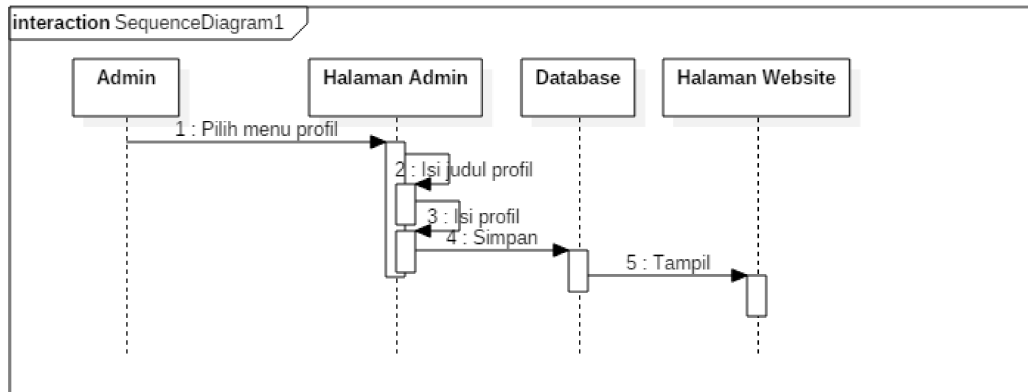 interaction SequenceDiagram1
Admin
Halaman Admin
Database
Halaman Website
1 : Pilih menu profil
2 : Isi judul profil
3 : Isi profil
4 : Simpan
5 : Tampil